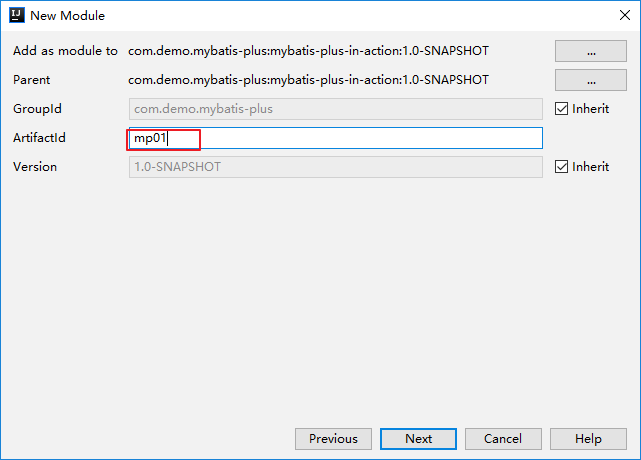 New Module
Add as module to com.demo.mybatis-plus:mybatis-plus-in-action:1.0-SNAPSHOT ...
Parent com.demo.mybatis-plus:mybatis-plus-in-action:1.0-SNAPSHOT ...
GroupId com.demo.mybatis-plus Inherit
ArtifactId mp01
Version 1.0-SNAPSHOT Inherit
Previous Next Cancel Help